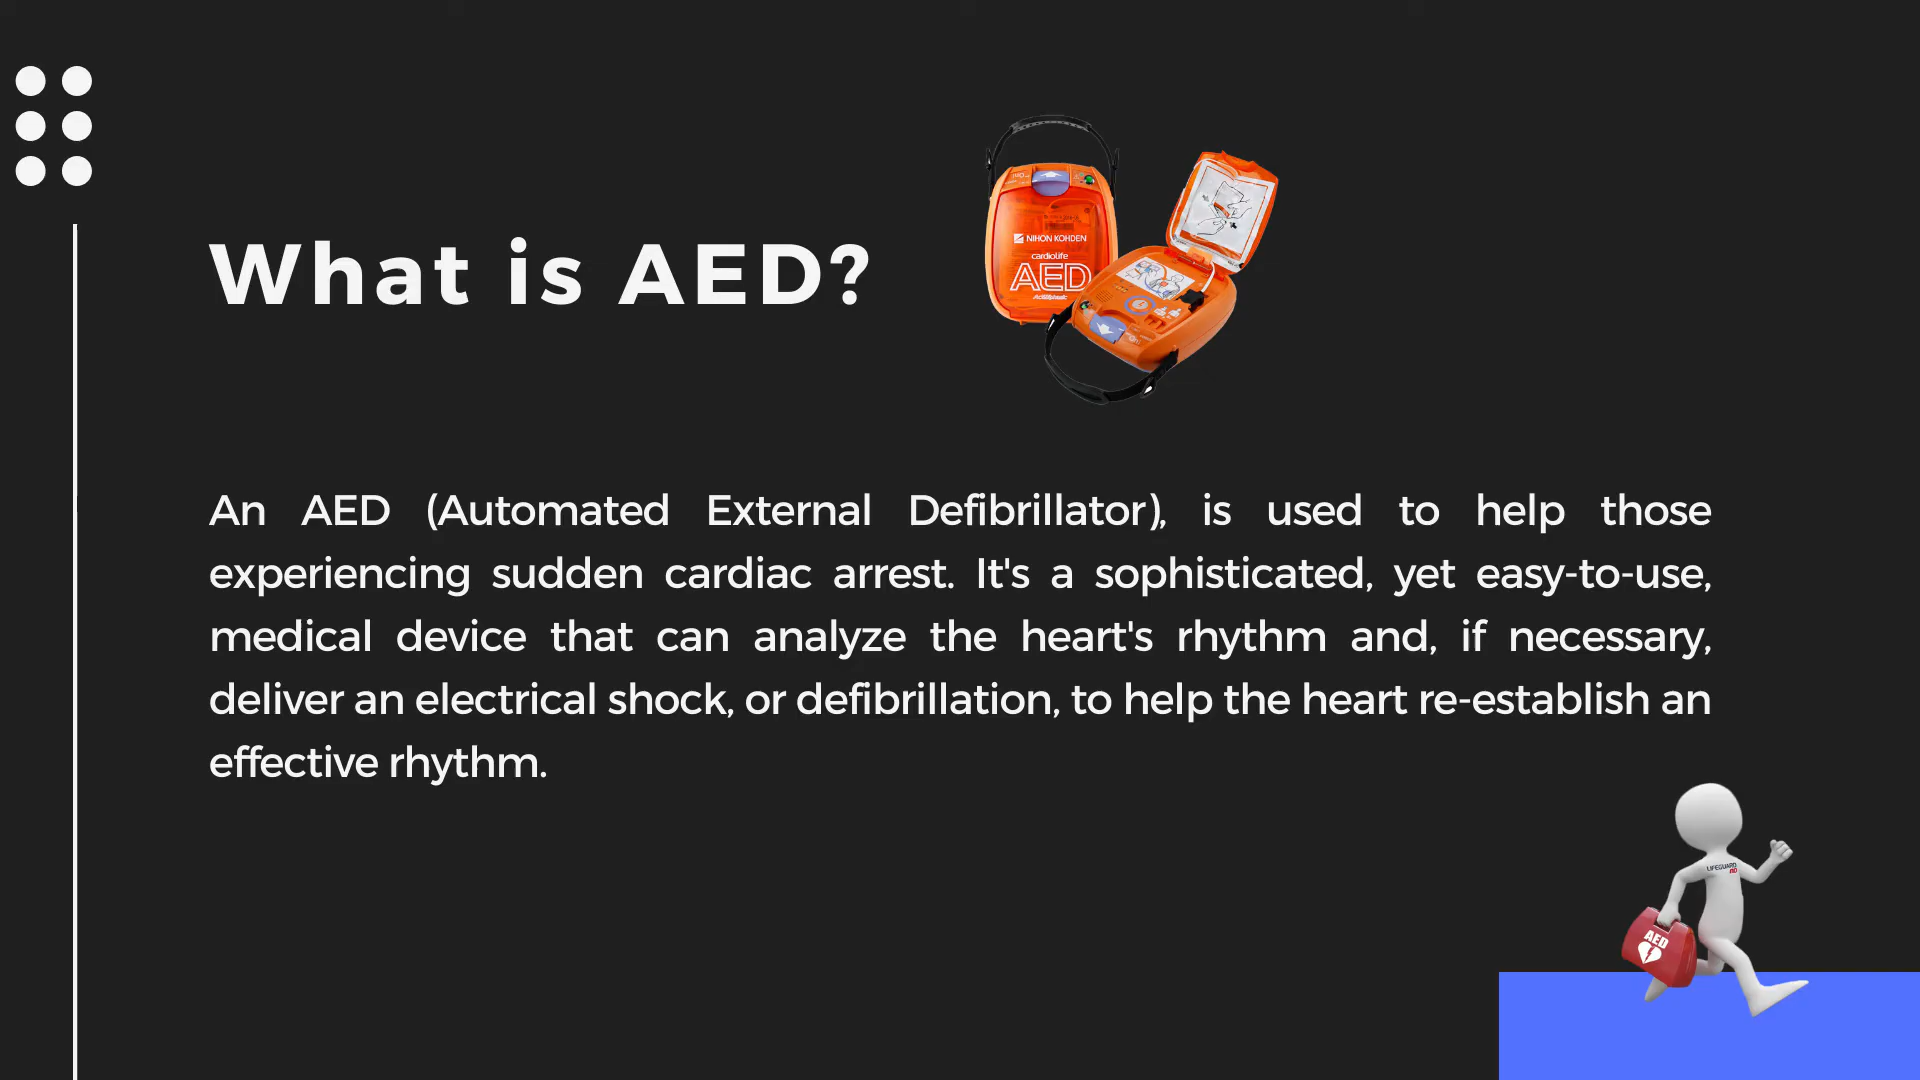 What is AED?
NIHON KOHDEN
cardiolife
AED
An AED (Automated External Defibrillator), is used to help those
experiencing sudden cardiac arrest. It's a sophisticated, yet easy-to-use,
medical device that can analyze the heart's rhythm and, if necessary,
deliver an electrical shock, or defibrillation, to help the heart re-establish an
effective rhythm.
LIFEGUARD
AED